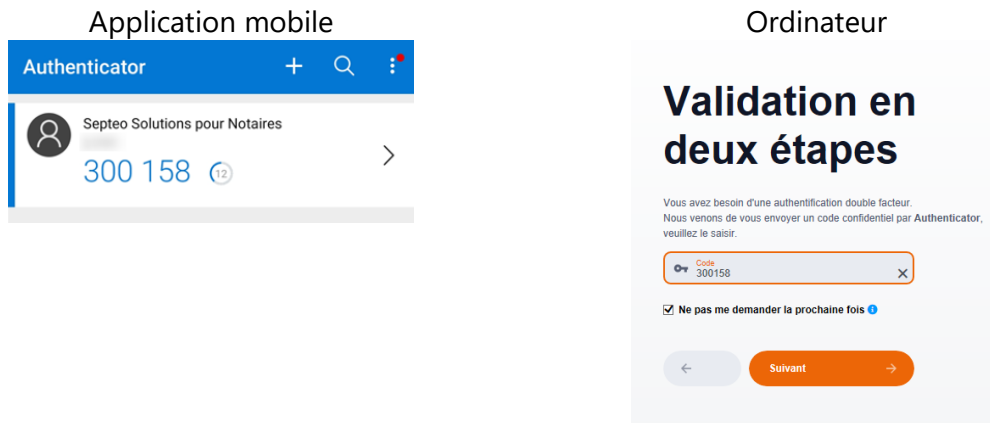 Application mobile
Authenticator
Septeo Solutions pour Notaires
300 158
12
Ordinateur
Validation en
deux étapes
Vous avez besoin d'une authentification double facteur.
Nous venons de vous envoyer un code confidentiel par Authenticator,
veuillez le saisir.
Code
300158
Ne pas me demander la prochaine fois
Suivant